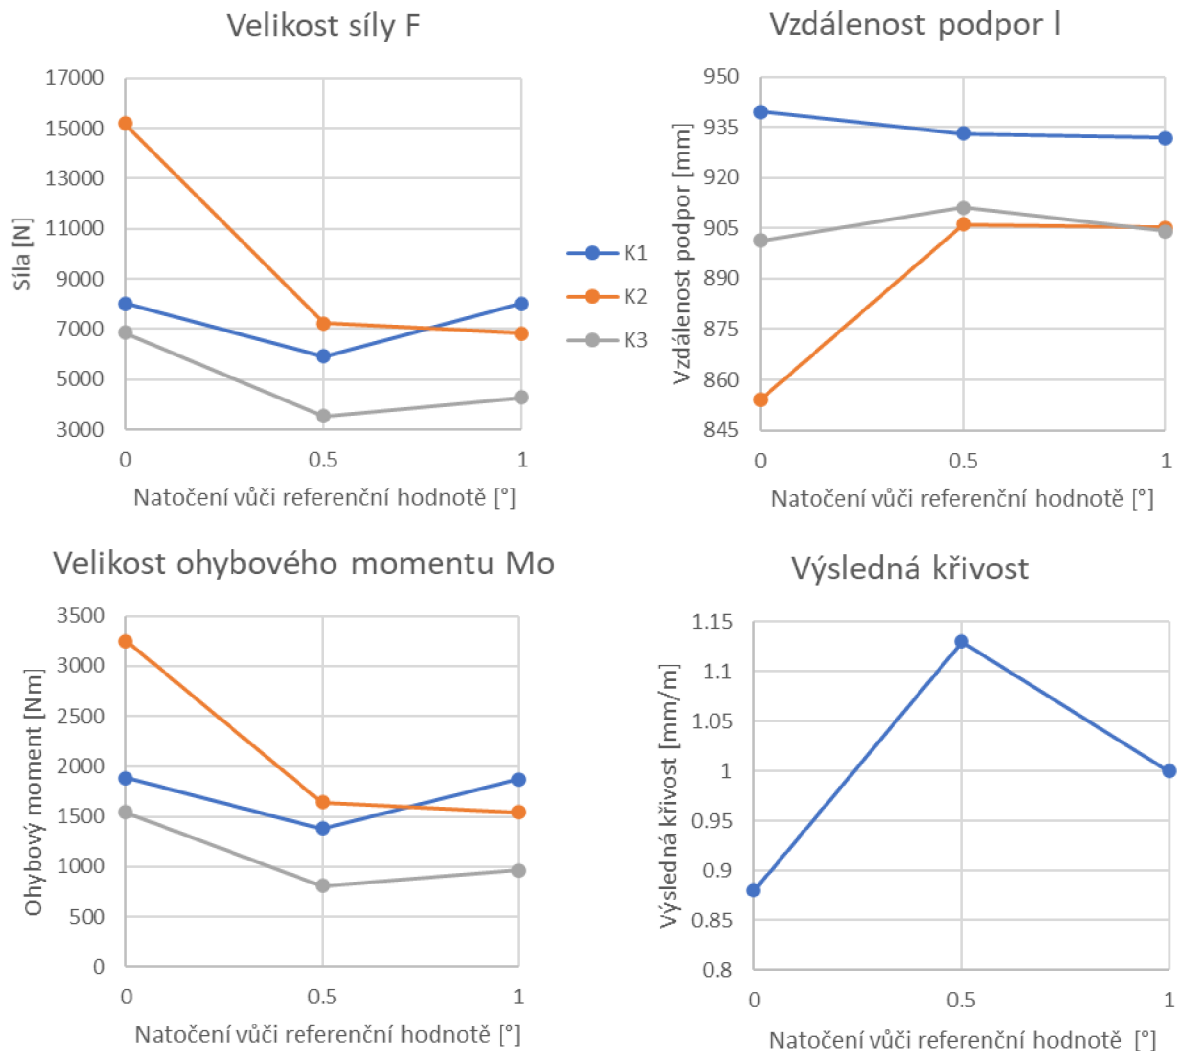 Velikost síly F
17000
15000
13000
11000
9000
7000
5000
3000
Síla [N]
0 0.5 1
Natočení vůči referenční hodnotě [°]
K1
K2
K3
Vzdálenost podpor l
950
935
920
905
890
875
860
845
Vzdálenost podpor [mm]
0 0.5 1
Natočení vůči referenční hodnotě [°]
Velikost ohybového momentu Mo
3500
3000
2500
2000
1500
1000
500
0
Ohybový moment [Nm]
0 0.5 1
Natočení vůči referenční hodnotě [°]
Výsledná křivost
1.15
1.1
1.05
1
0.95
0.9
0.85
0.8
Výsledná křivost [mm/m]
0 0.5 1
Natočení vůči referenční hodnotě [°]